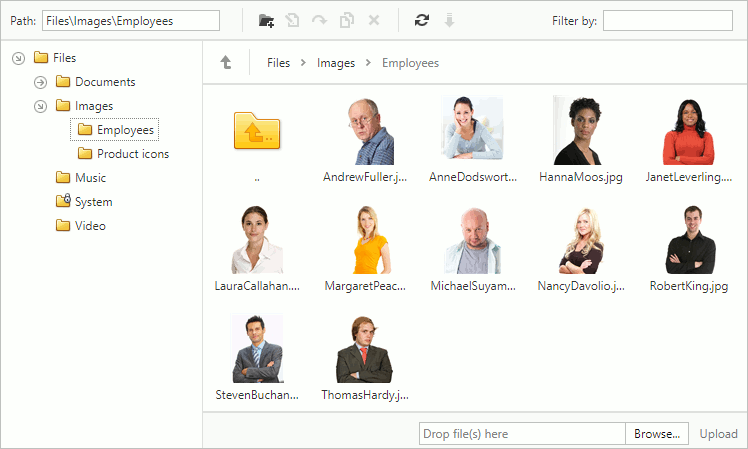 Path: Files\Images\Employees Filter by:
Files
Documents
Images
Employees
Product icons
Music
System
Video
Files Images Employees
.. AndrewFuller.j... AnneDodswort... HannaMoos.jpg JanetLeverling....
LauraCallahan.... MargaretPeac... MichaelSuyam... NancyDavolio.j... RobertKing.jpg
StevenBuchan... ThomasHardy.j...
Drop file(s) here Browse... Upload